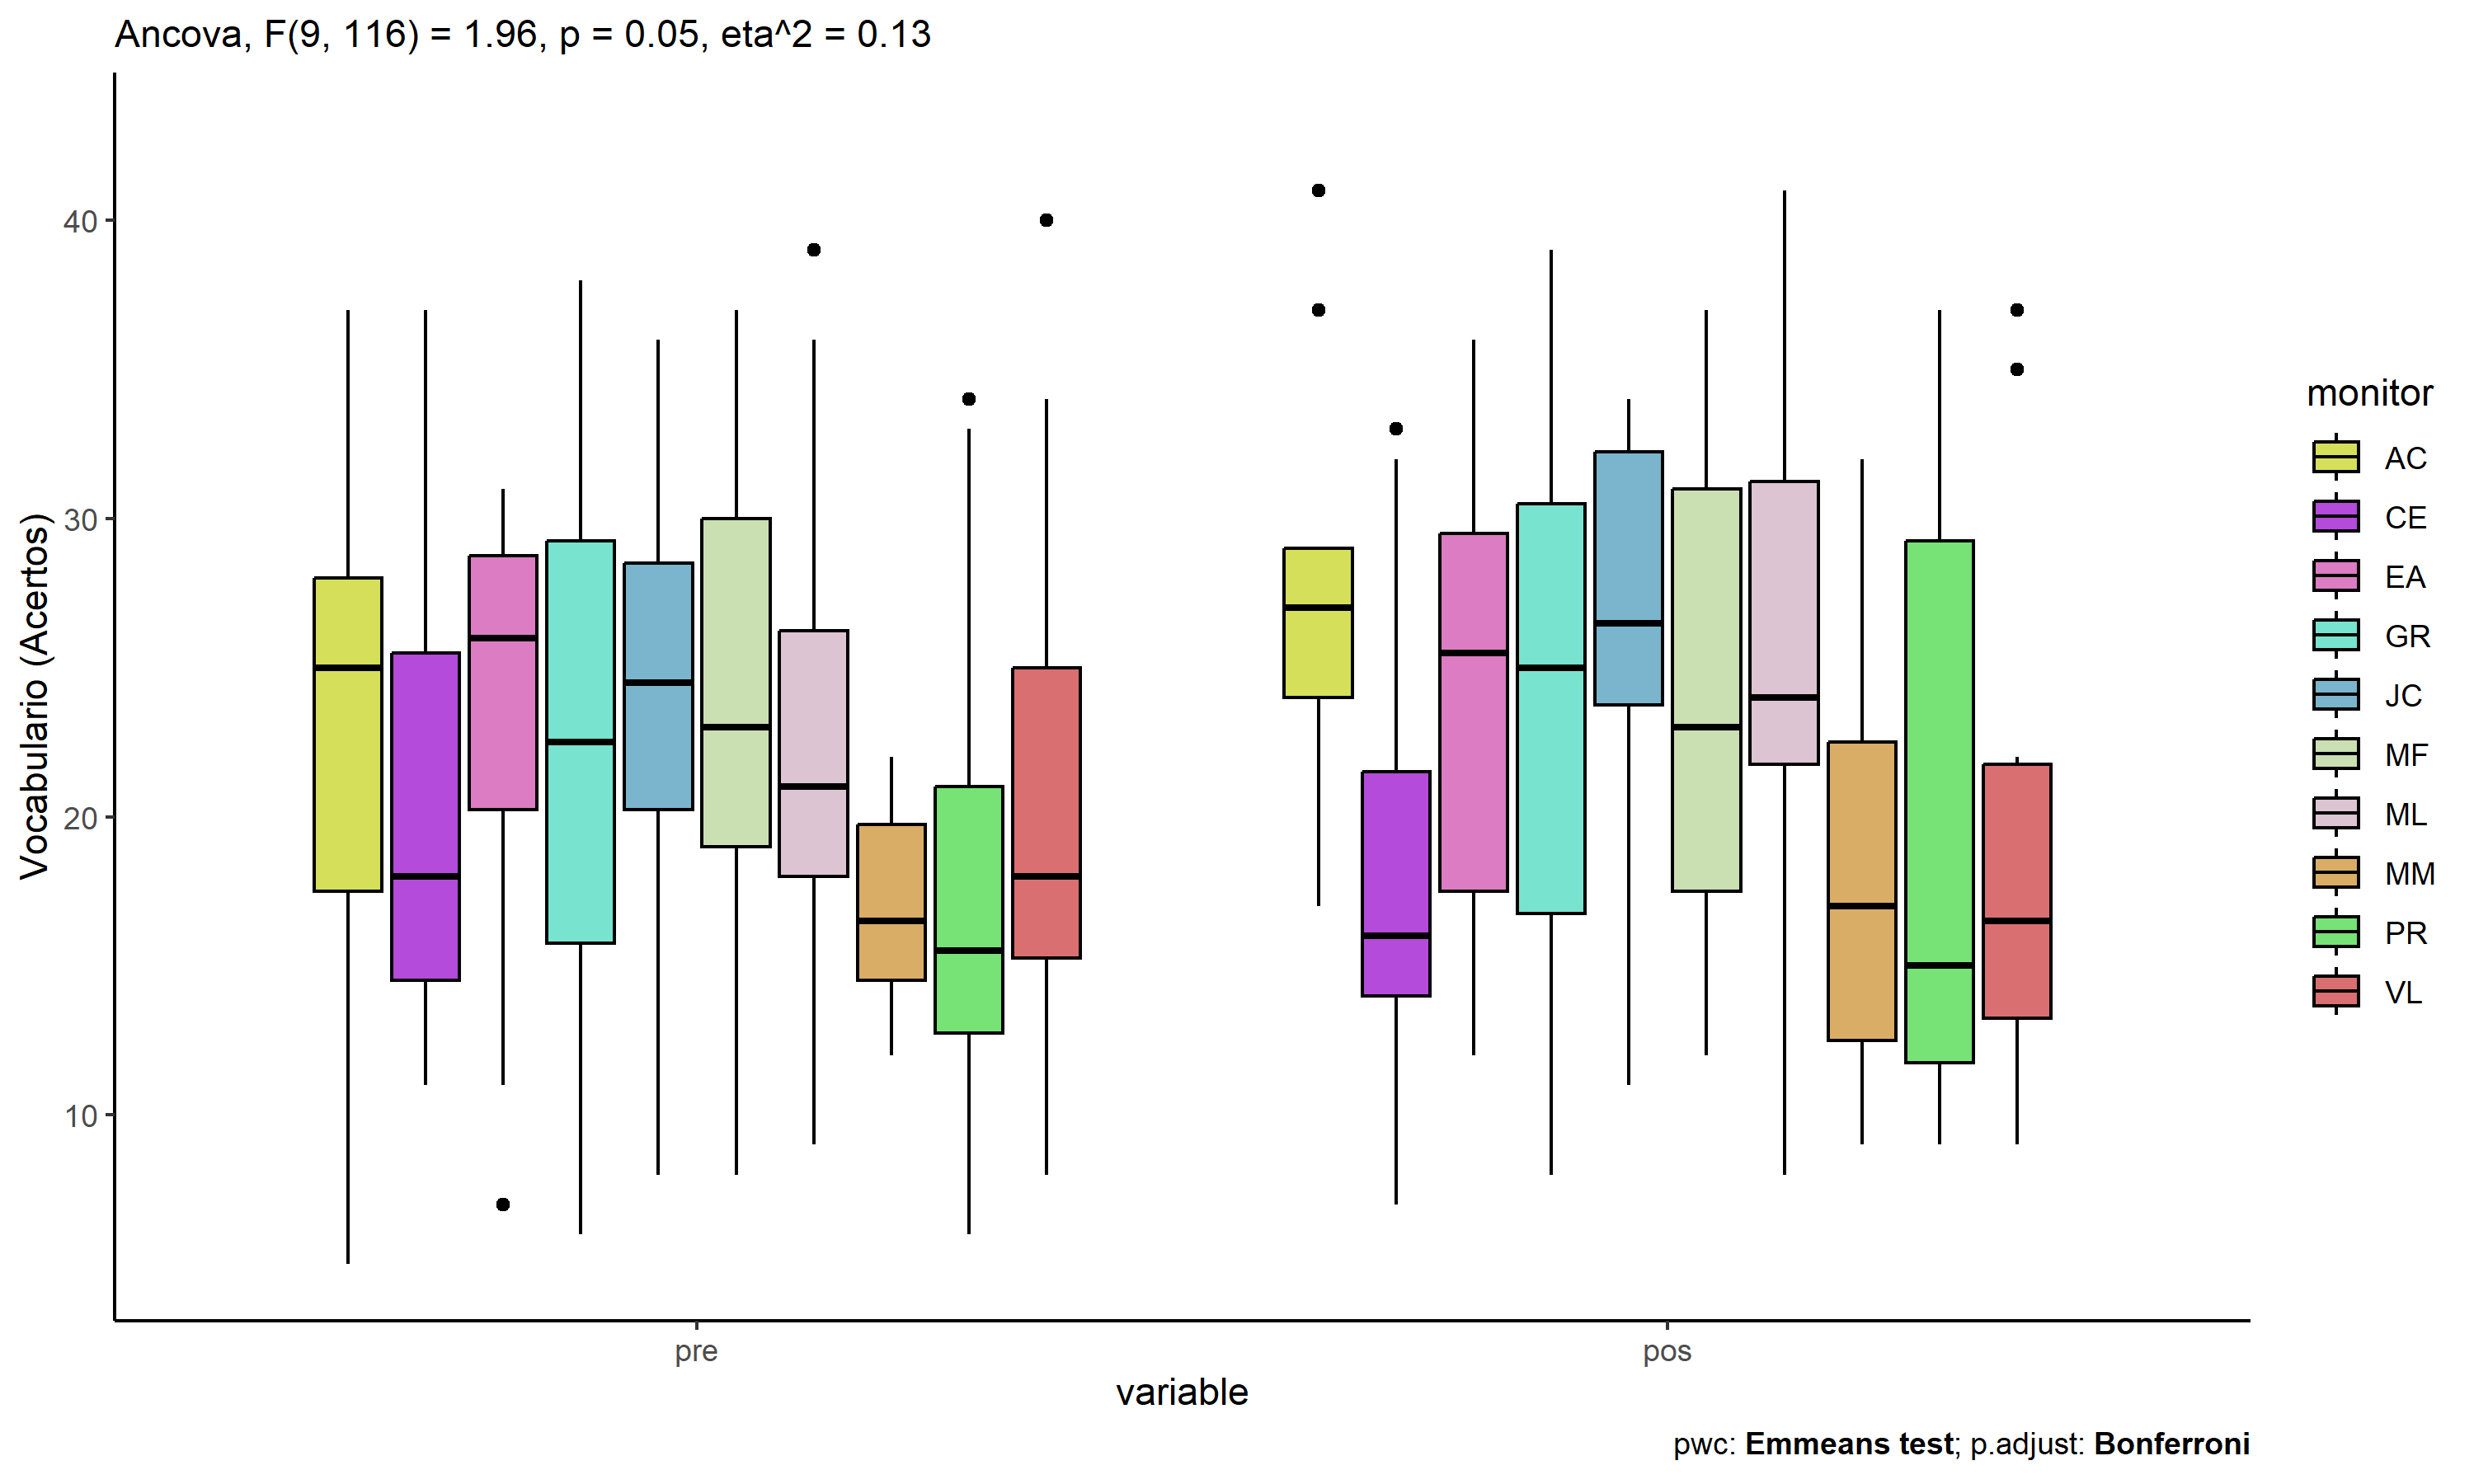 Ancova, F(9, 116) = 1.96, p = 0.05, eta^2 = 0.13
Vocabulario (Acertos)
40
30
20
10
pre
pos
variable
monitor
AC
CE
EA
GR
JC
MF
ML
MM
PR
VL
pwc: Emmeans test; p.adjust: Bonferroni